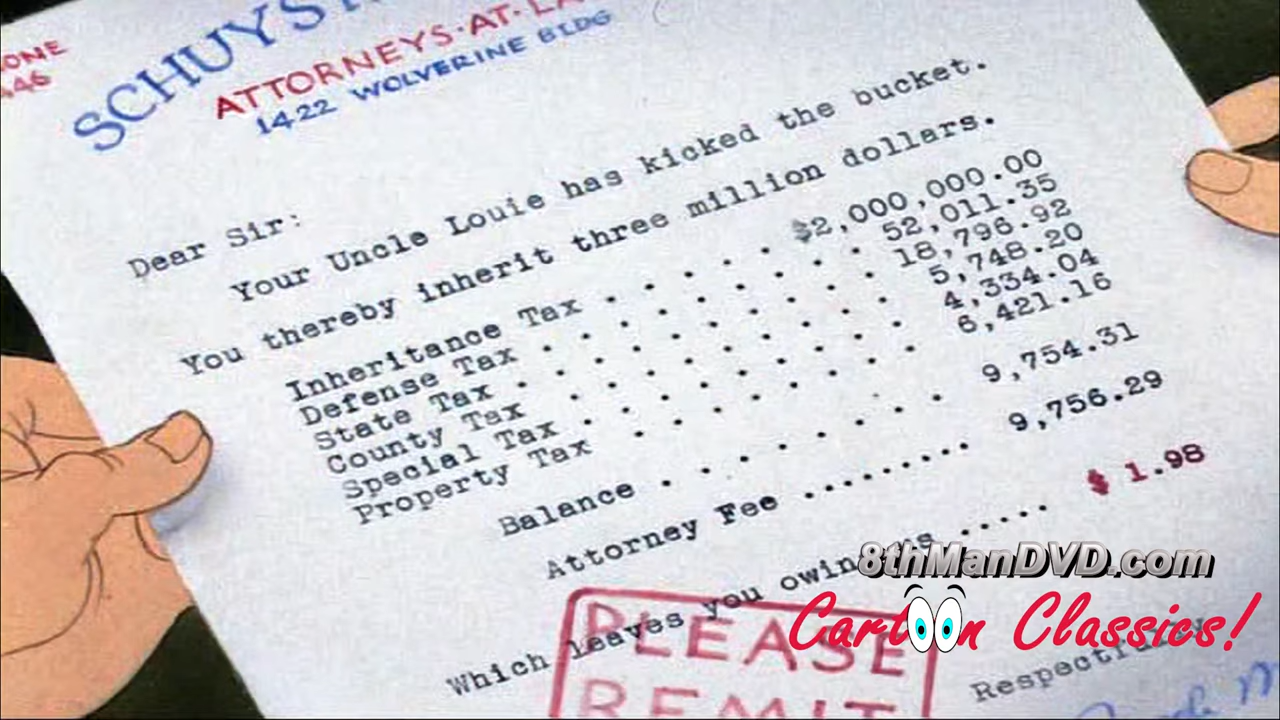 SCHUYS
ONE
446
ATTORNEYS·AT·LA
1422 WOLVERINE BLDG
Dear Sir:
Your Uncle Louie has kicked the bucket.
You thereby inherit three million dollars.
Inheritance Tax . . . . . $2,000,000.00
Defense Tax . . . . . . . 52,011.35
State Tax . . . . . . . . 18,796.92
County Tax . . . . . . . 5,748.20
Special Tax . . . . . . . 4,334.04
Property Tax . . . . . . 6,421.16
Balance . . . . . . . . 9,754.31
Attorney Fee .......... 9,756.29
Which leaves you owing us ..... $ 1.98
PLEASE
REMIT
8thManDVD.com
Cartoon Classics!